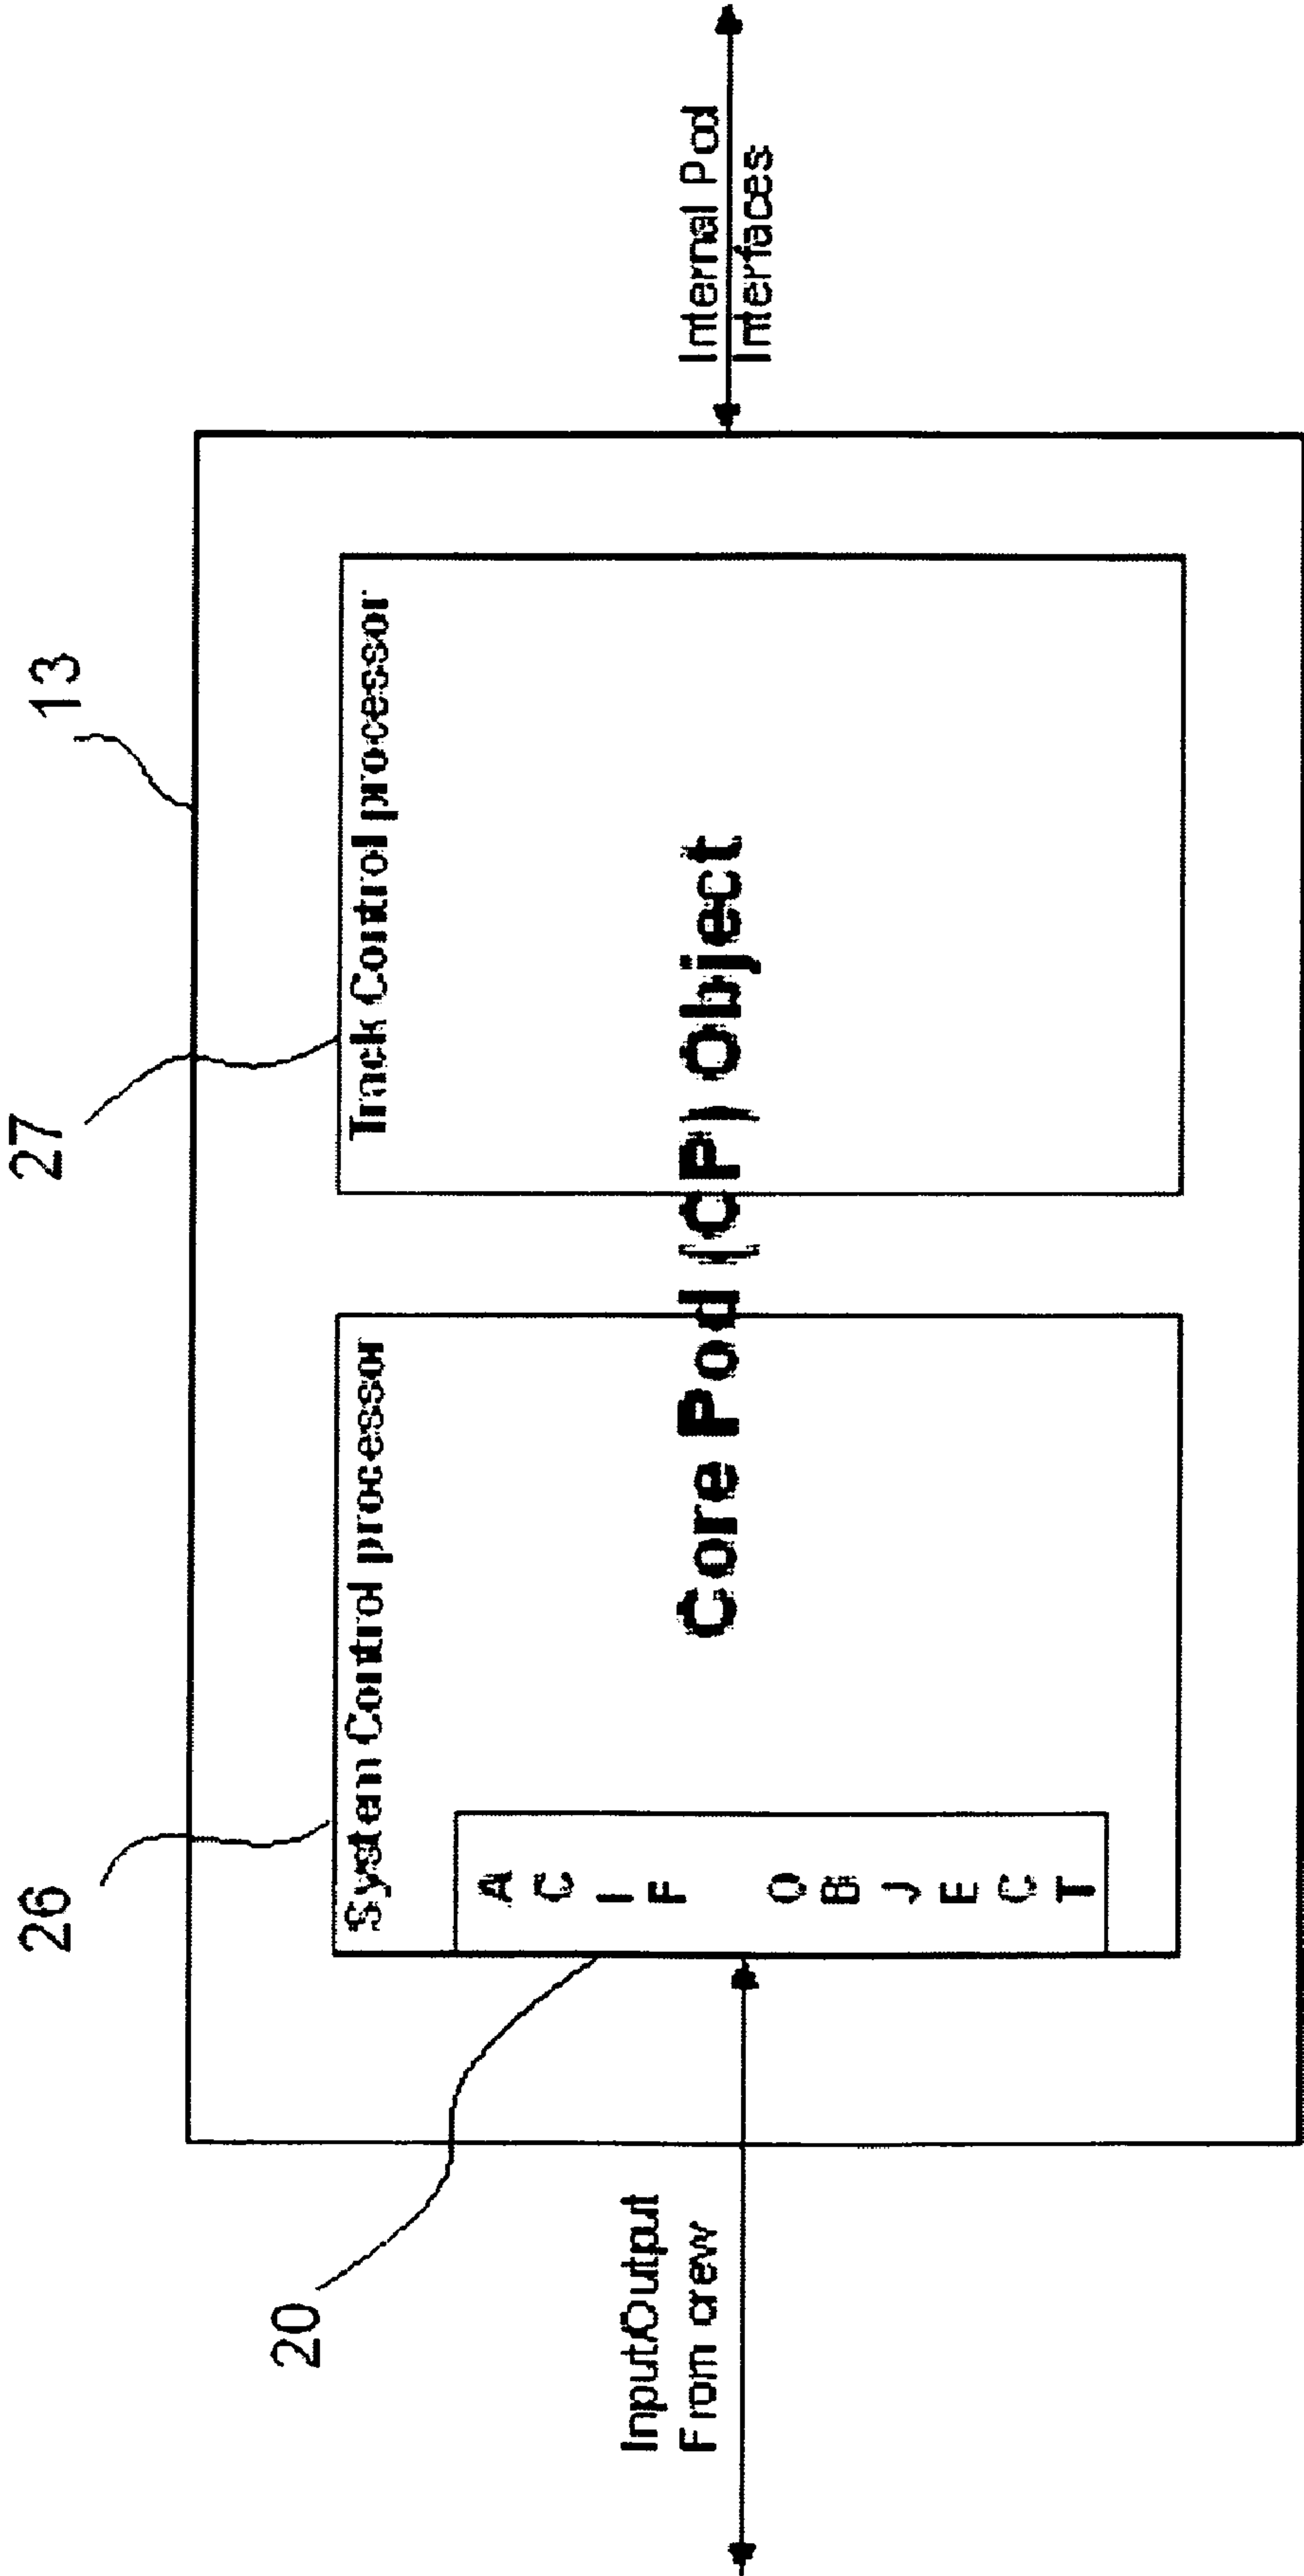 13
27
26
20
System Control processor
Track Control processor
ACIF OBJECT
Core Pod (CP) Object
Input/Output
From crew
Internal Pod
Interfaces